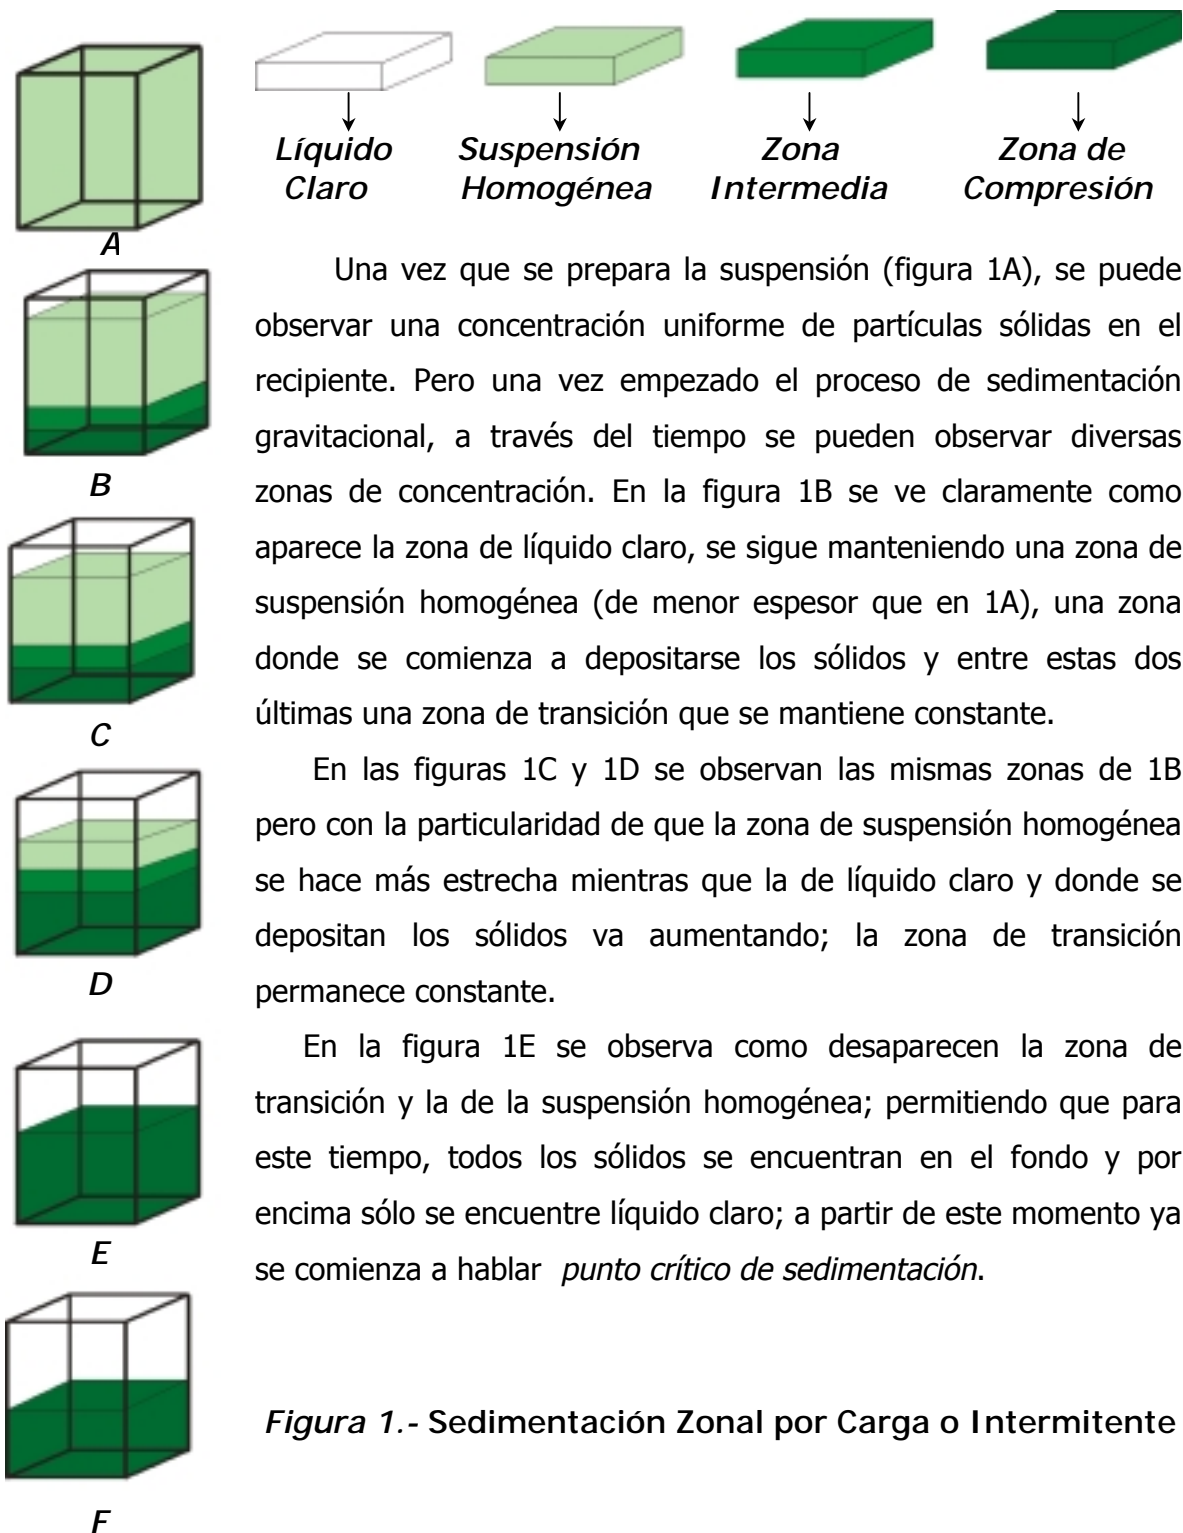 Líquido Claro
Suspensión Homogénea
Zona Intermedia
Zona de Compresión
A
B
C
D
E
F
Una vez que se prepara la suspensión (figura 1A), se puede
observar una concentración uniforme de partículas sólidas en el
recipiente. Pero una vez empezado el proceso de sedimentación
gravitacional, a través del tiempo se pueden observar diversas
zonas de concentración. En la figura 1B se ve claramente como
aparece la zona de líquido claro, se sigue manteniendo una zona de
suspensión homogénea (de menor espesor que en 1A), una zona
donde se comienza a depositarse los sólidos y entre estas dos
últimas una zona de transición que se mantiene constante.
En las figuras 1C y 1D se observan las mismas zonas de 1B
pero con la particularidad de que la zona de suspensión homogénea
se hace más estrecha mientras que la de líquido claro y donde se
depositan los sólidos va aumentando; la zona de transición
permanece constante.
En la figura 1E se observa como desaparecen la zona de
transición y la de la suspensión homogénea; permitiendo que para
este tiempo, todos los sólidos se encuentran en el fondo y por
encima sólo se encuentre líquido claro; a partir de este momento ya
se comienza a hablar punto crítico de sedimentación.
Figura 1.- Sedimentación Zonal por Carga o Intermitente